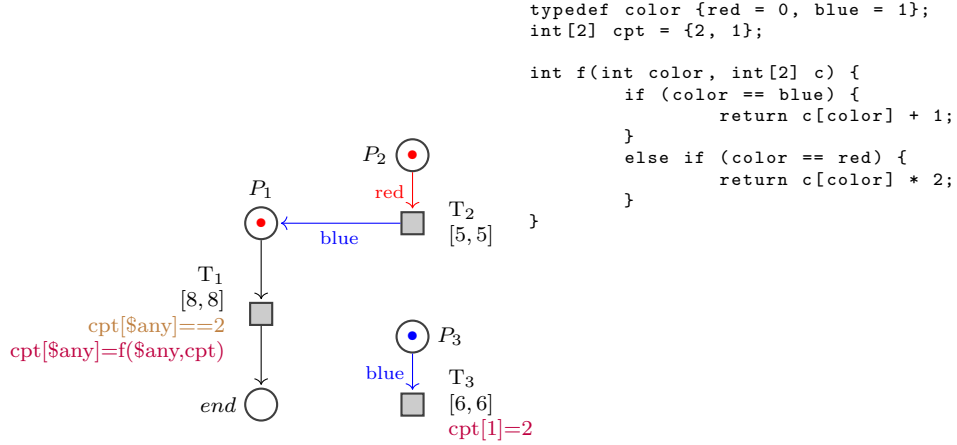 typedef color {red = 0, blue = 1};
int[2] cpt = {2, 1};
int f(int color, int[2] c) {
if (color == blue) {
return c[color] + 1;
}
else if (color == red) {
return c[color] * 2;
}
}
P2
red
P1
T2
[5, 5]
blue
T1
[8, 8]
cpt[$any]==2
cpt[$any]=f($any,cpt)
P3
blue
T3
[6, 6]
cpt[1]=2
end